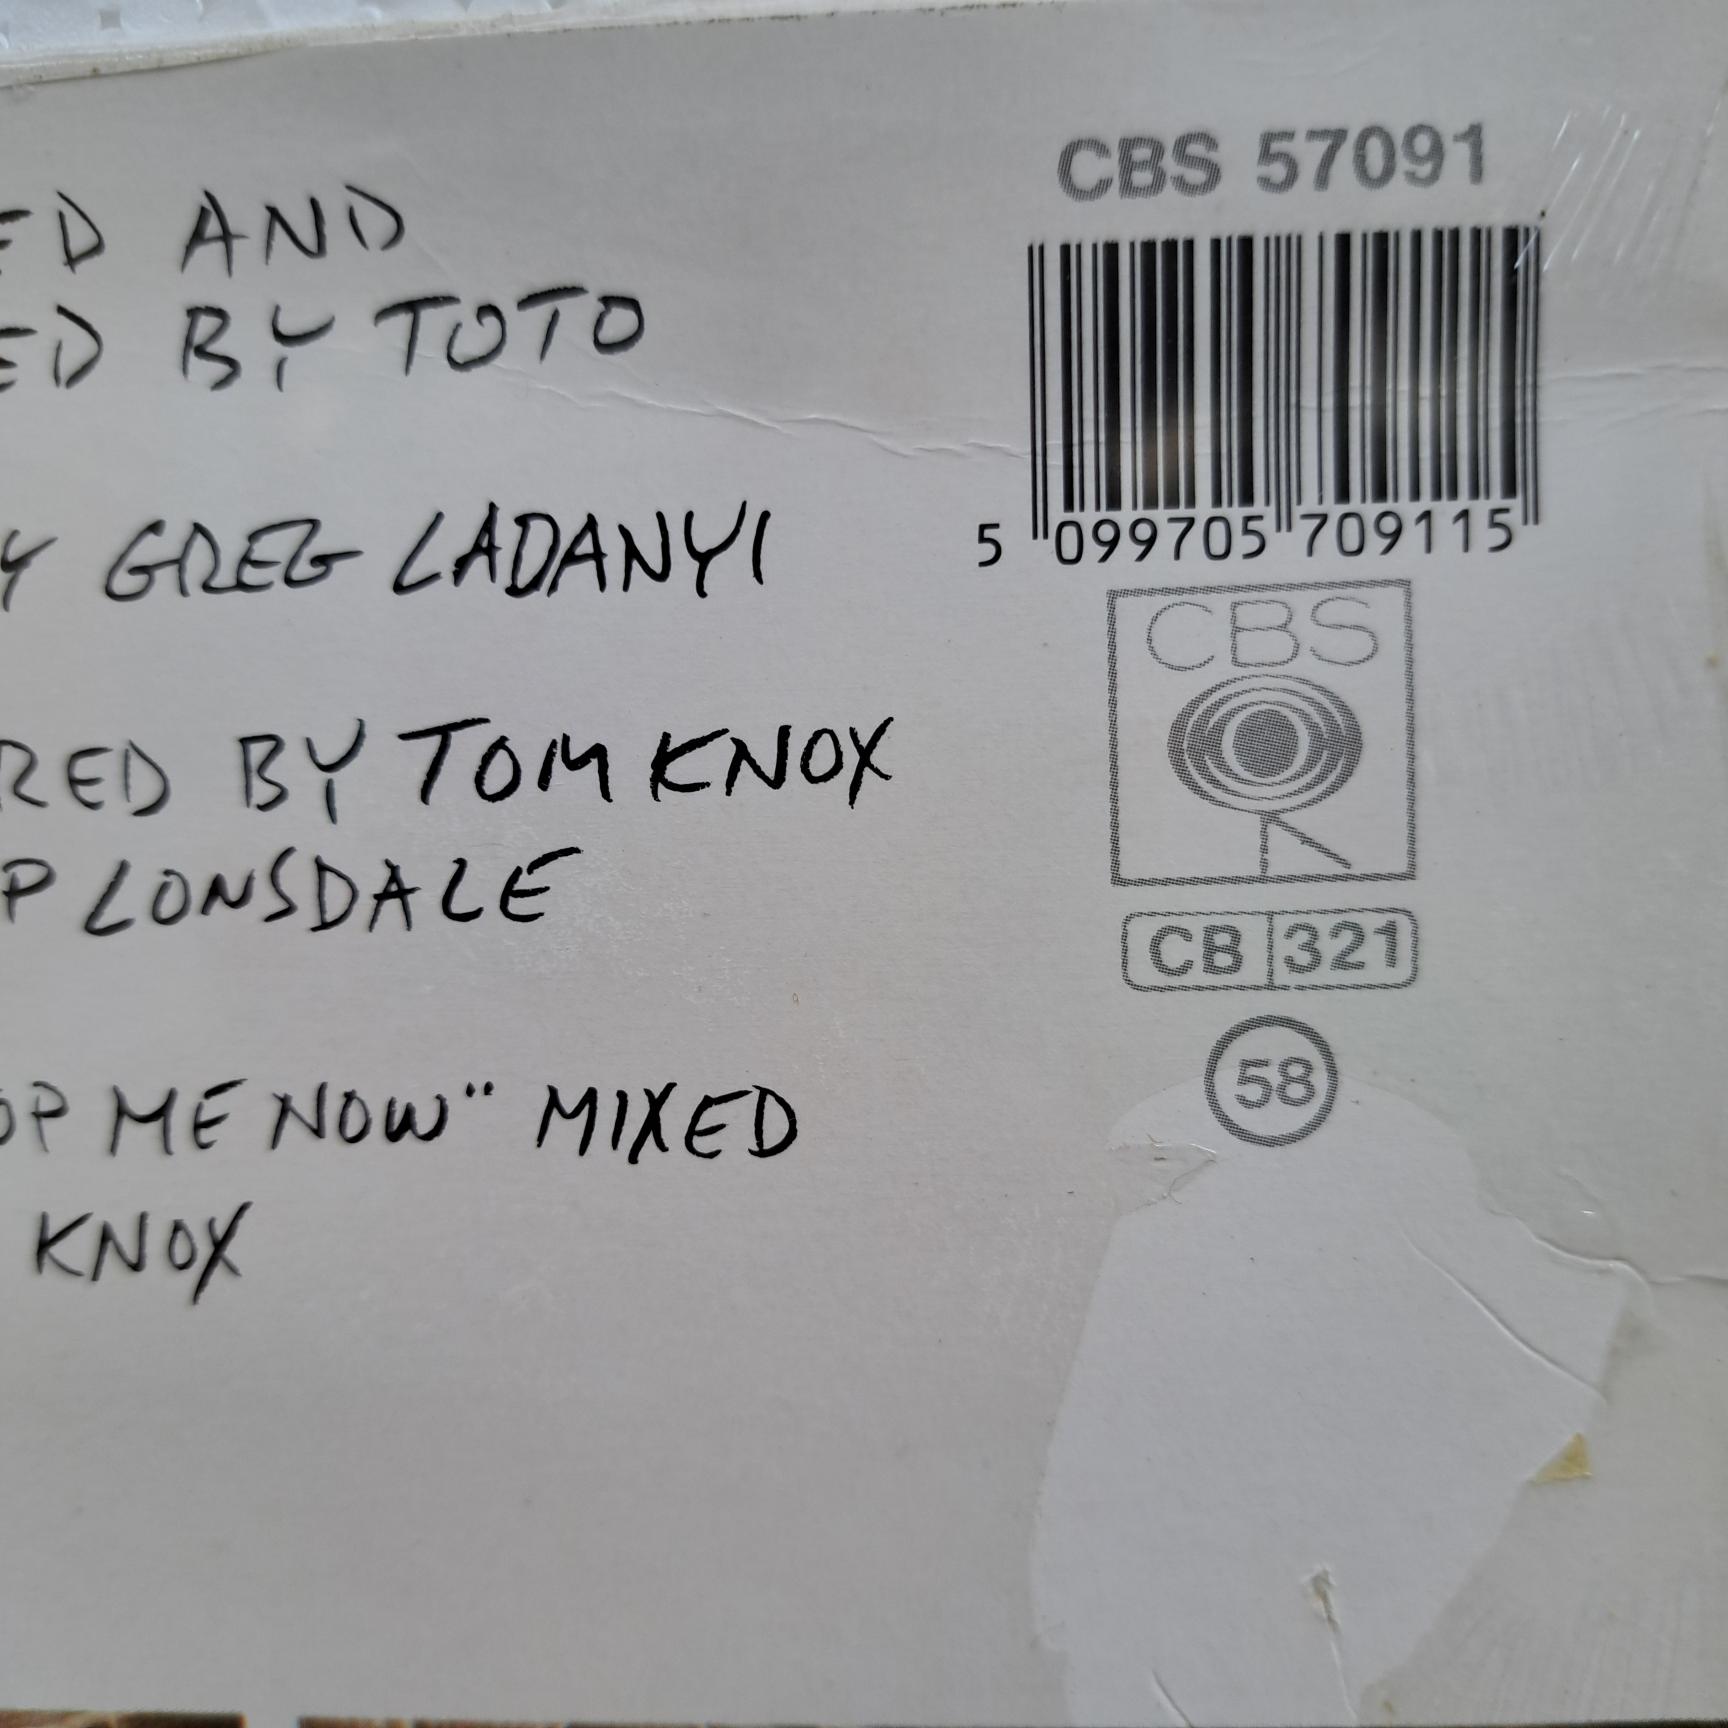 ED AND
ED BY TOTO
Y GREG LADANYI
RED BY TOM KNOX
P LONSDALE
OP ME NOW" MIXED
KNOX
CBS 57091
5 099705 709115
CBS
CB 321
58